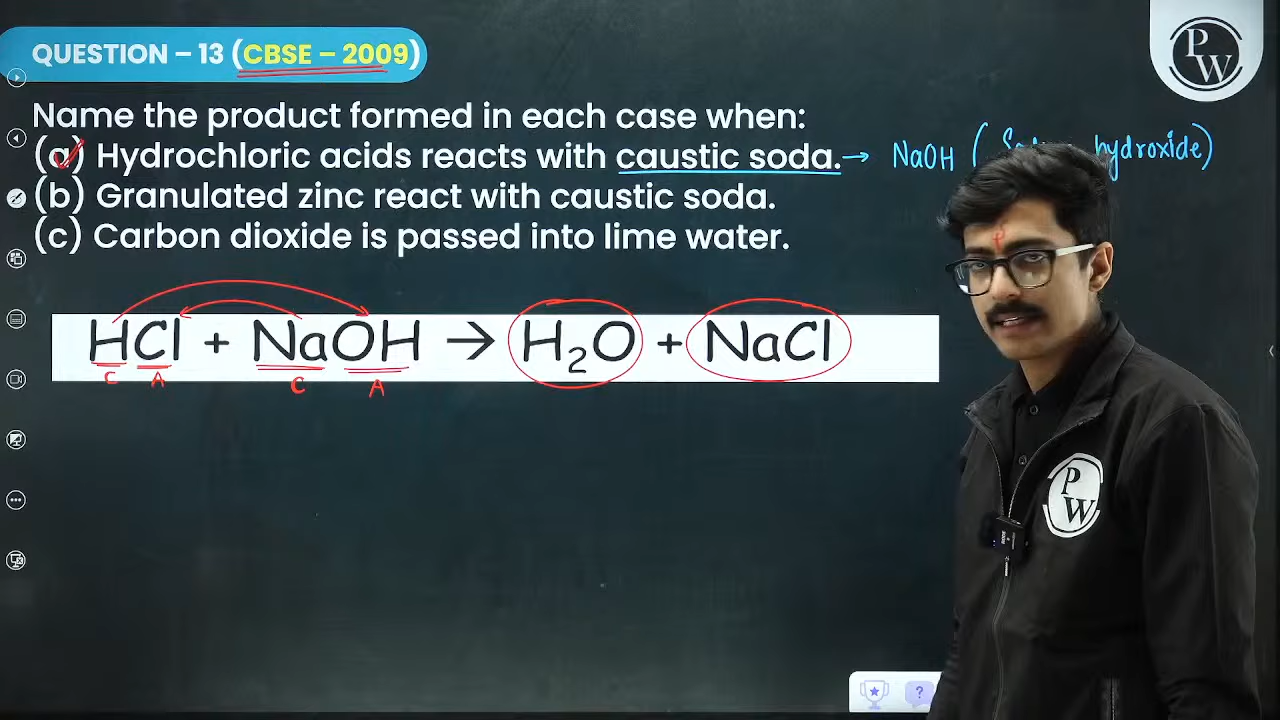 QUESTION – 13 (CBSE – 2009)
P
W
Name the product formed in each case when:
(a) Hydrochloric acids reacts with caustic soda. → NaOH ( hydroxide)
(b) Granulated zinc react with caustic soda.
(c) Carbon dioxide is passed into lime water.
HCl + NaOH → H₂O + NaCl
C A C A
P
W
?